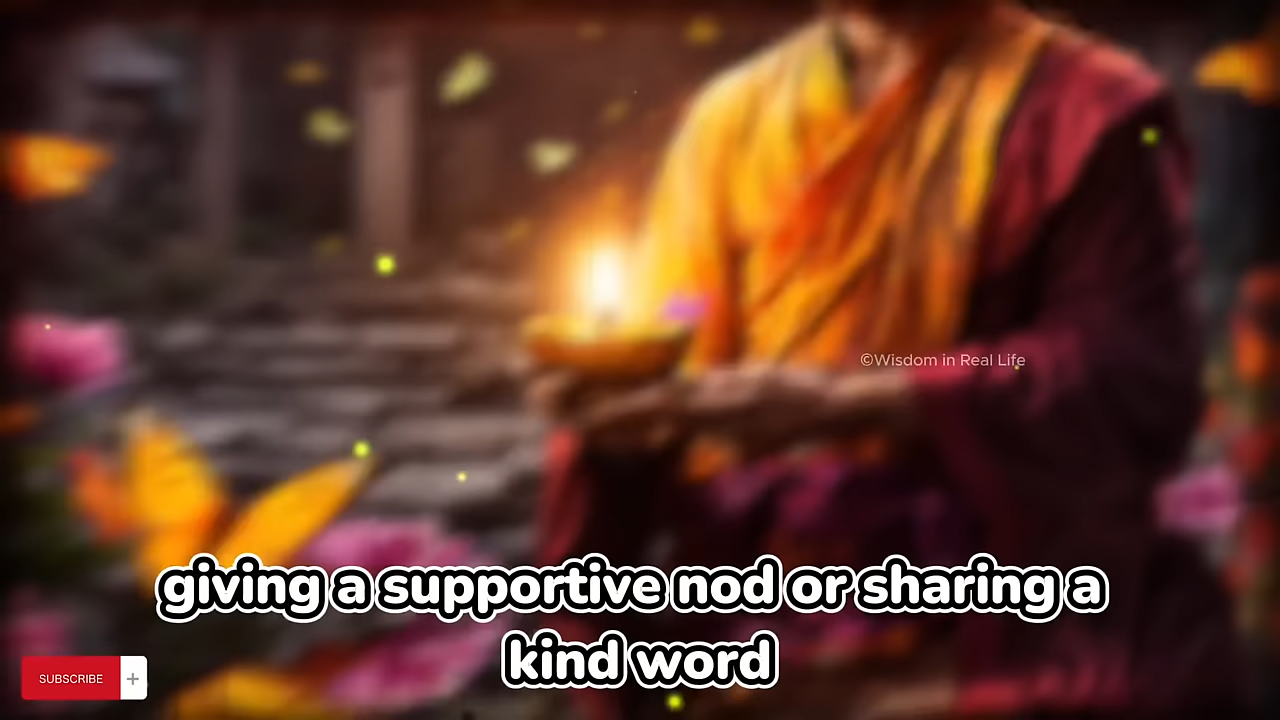 ©Wisdom in Real Life
giving a supportive nod or sharing a
kind word
SUBSCRIBE +